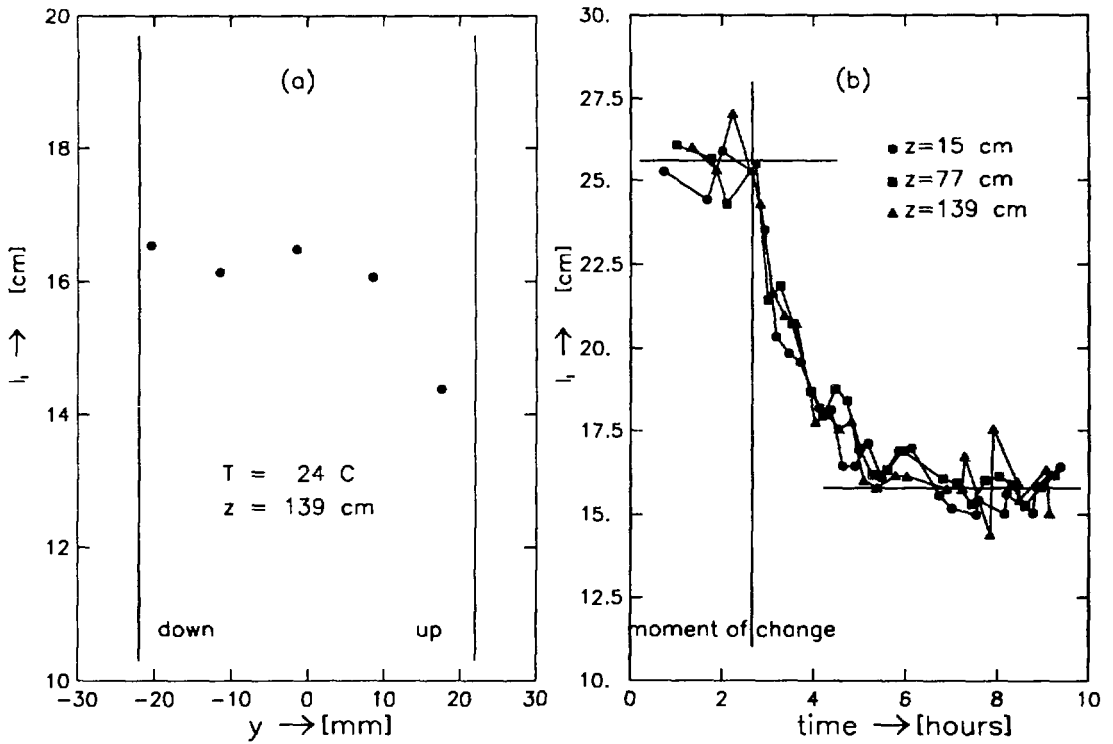 (a)
20
18
16
14
12
10
l₁ → [cm]
T = 24 C
z = 139 cm
down
up
−30
−20
−10
0
10
20
30
y →[mm]
(b)
30.
27.5
25.
22.5
20.
17.5
15.
12.5
10.
l₁ → [cm]
z=15 cm
z=77 cm
z=139 cm
moment of change
0
2
4
6
8
10
time →[hours]